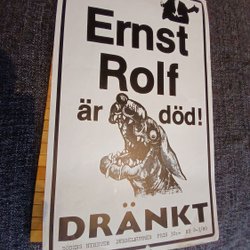 Ernst
Rolf
är död!
DRÄNKT